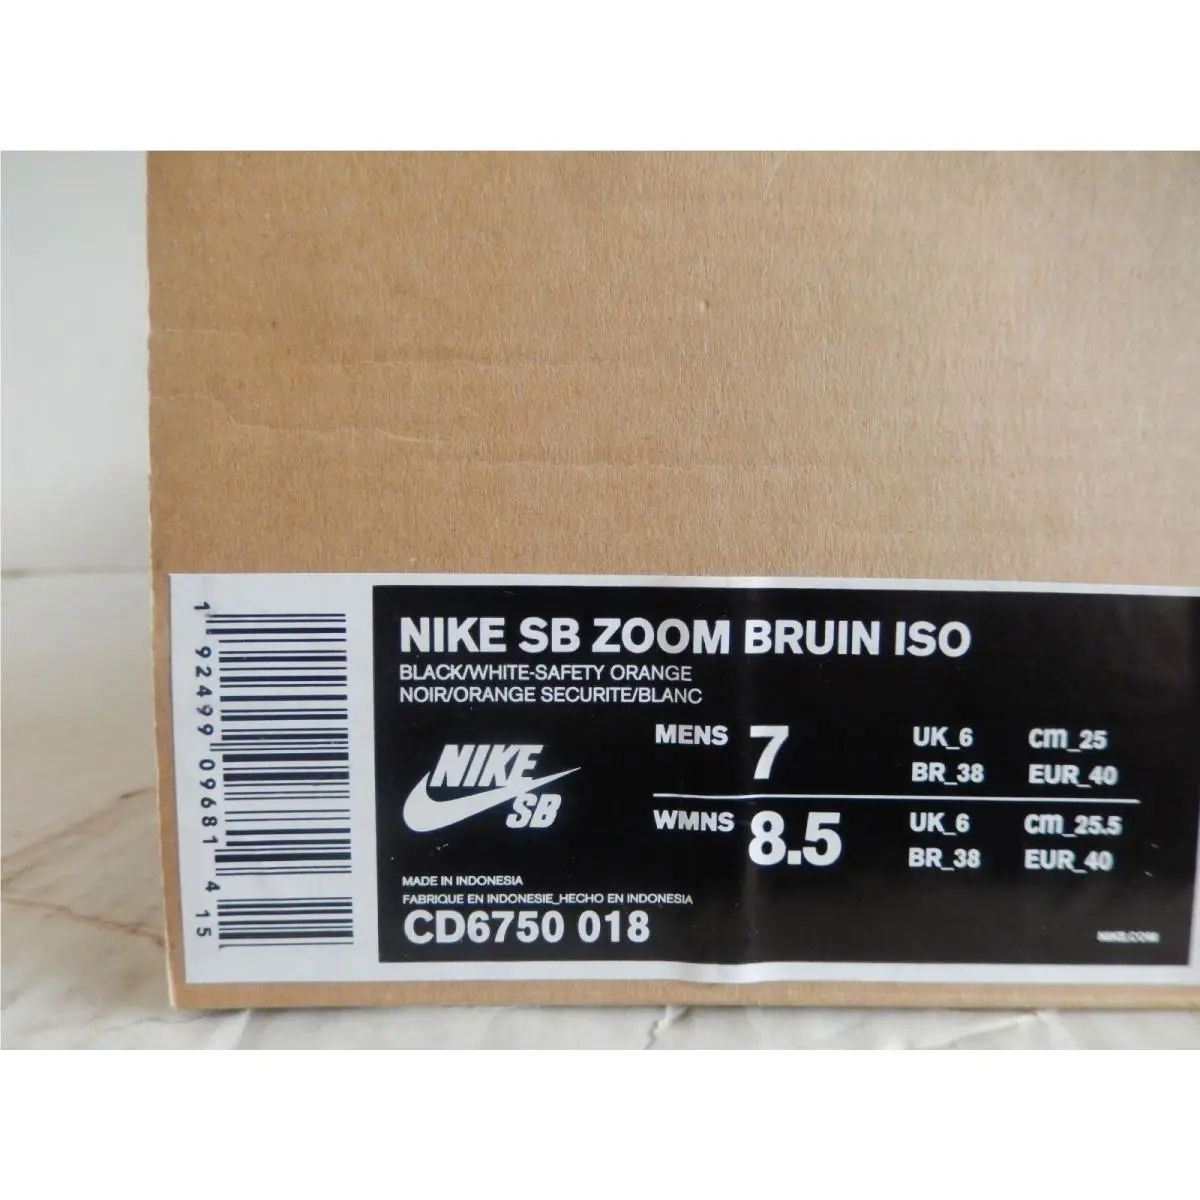 NIKE SB ZOOM BRUIN ISO
BLACK/WHITE-SAFETY ORANGE
NOIR/ORANGE SECURITE/BLANC
NIKE
SB
MENS 7 UK_6 cm_25
BR_38 EUR_40
WMNS 8.5 UK_6 cm_25.5
BR_38 EUR_40
MADE IN INDONESIA
FABRIQUE EN INDONESIE_HECHO EN INDONESIA
CD6750 018
NIKE.COM
1 92499 09681 4 15